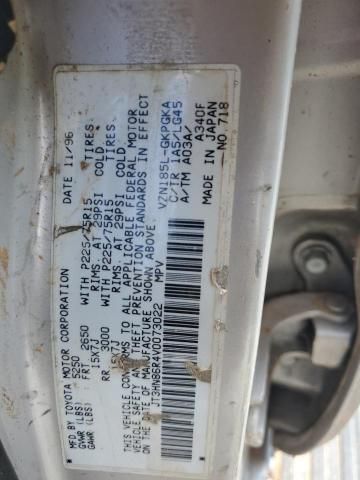 MFD BY TOYOTA MOTOR CORPORATION DATE 11/96
GVWR (LBS) 5250
GAWR (LBS) FRT 2650 WITH P225/75R15 TIRES,
15X7J RIMS, AT 29PSI COLD.
RR 3000 WITH P225/75R15 TIRES,
15X7J RIMS, AT 29PSI COLD.
THIS VEHICLE CONFORMS TO ALL APPLICABLE FEDERAL MOTOR
VEHICLE SAFETY AND THEFT PREVENTION STANDARDS IN EFFECT
ON THE DATE OF MANUFACTURE SHOWN ABOVE.
JT3HN86R4V0073022 VZN185L-GKPGKA
MPV C/TR 1A5/LG45
A/TM A03A/
A340F
MADE IN JAPAN
NO. 718